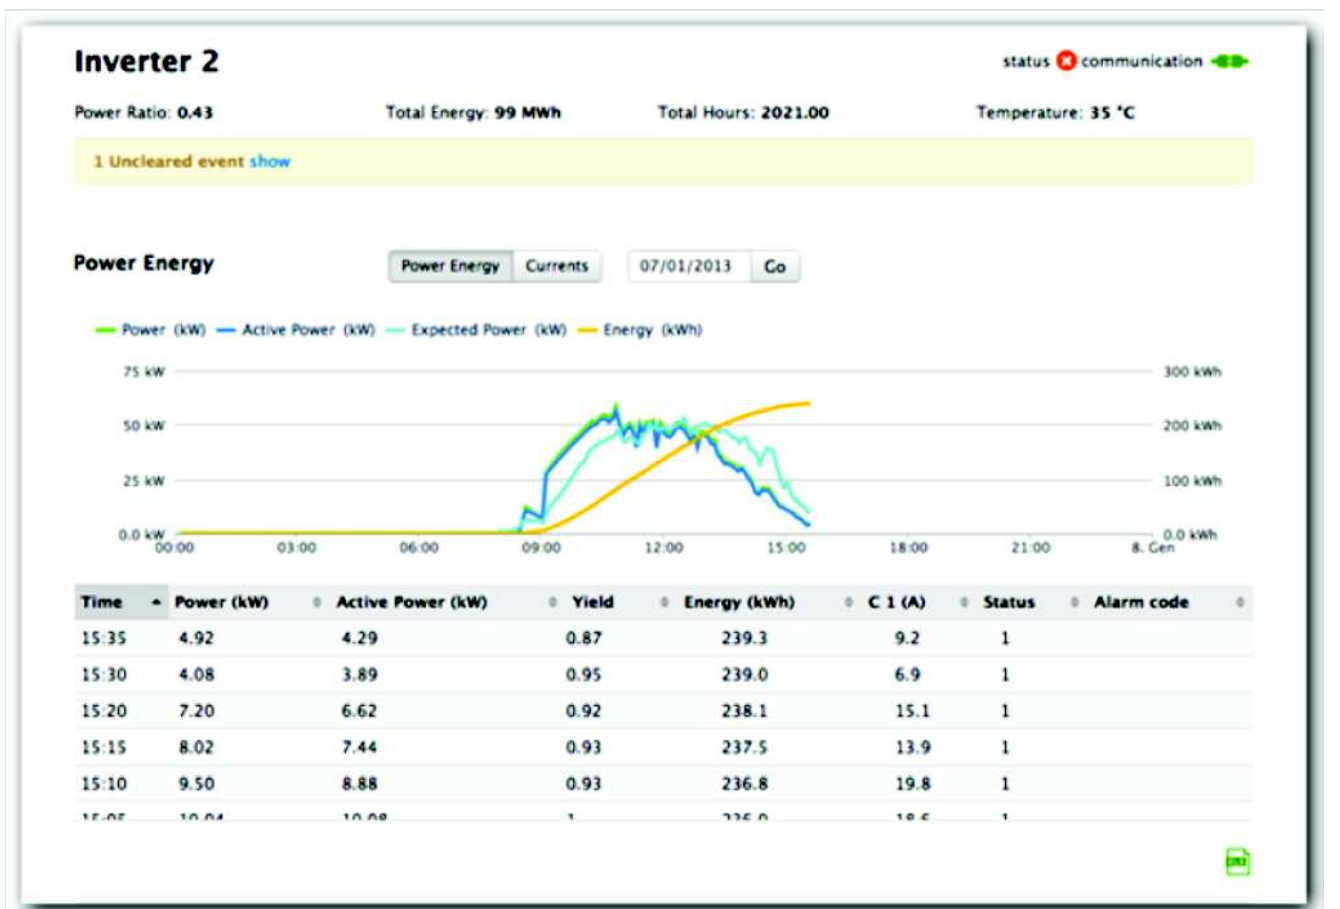 Inverter 2
status communication
Power Ratio: 0.43 Total Energy: 99 MWh Total Hours: 2021.00 Temperature: 35 °C
1 Uncleared event show
Power Energy Power Energy Currents 07/01/2013 Go
Power (kW) Active Power (kW) Expected Power (kW) Energy (kWh)
75 kW 300 kWh
50 kW 200 kWh
25 kW 100 kWh
0.0 kW 0.0 kWh
00:00 03:00 06:00 09:00 12:00 15:00 18:00 21:00 8. Gen
Time Power (kW) Active Power (kW) Yield Energy (kWh) C 1 (A) Status Alarm code
15:35 4.92 4.29 0.87 239.3 9.2 1
15:30 4.08 3.89 0.95 239.0 6.9 1
15:20 7.20 6.62 0.92 238.1 15.1 1
15:15 8.02 7.44 0.93 237.5 13.9 1
15:10 9.50 8.88 0.93 236.8 19.8 1